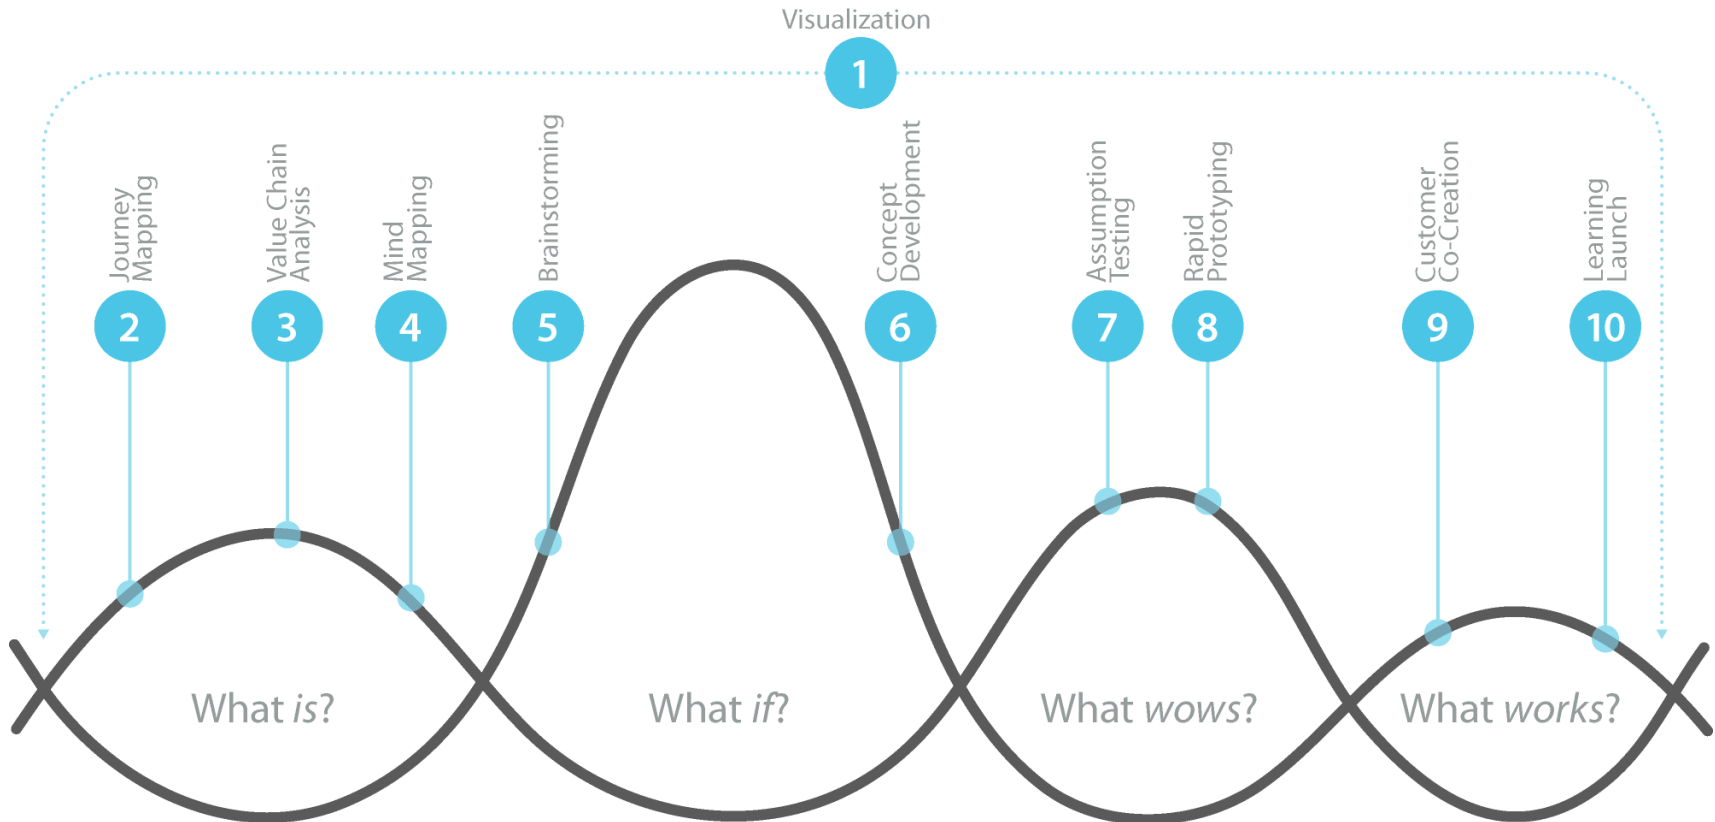 Visualization
1
Journey
Mapping
2
Value Chain
Analysis
3
Mind
Mapping
4
Brainstorming
5
Concept
Development
6
Assumption
Testing
7
Rapid
Prototyping
8
Customer
Co-Creation
9
Learning
Launch
10
What is?
What if?
What wows?
What works?